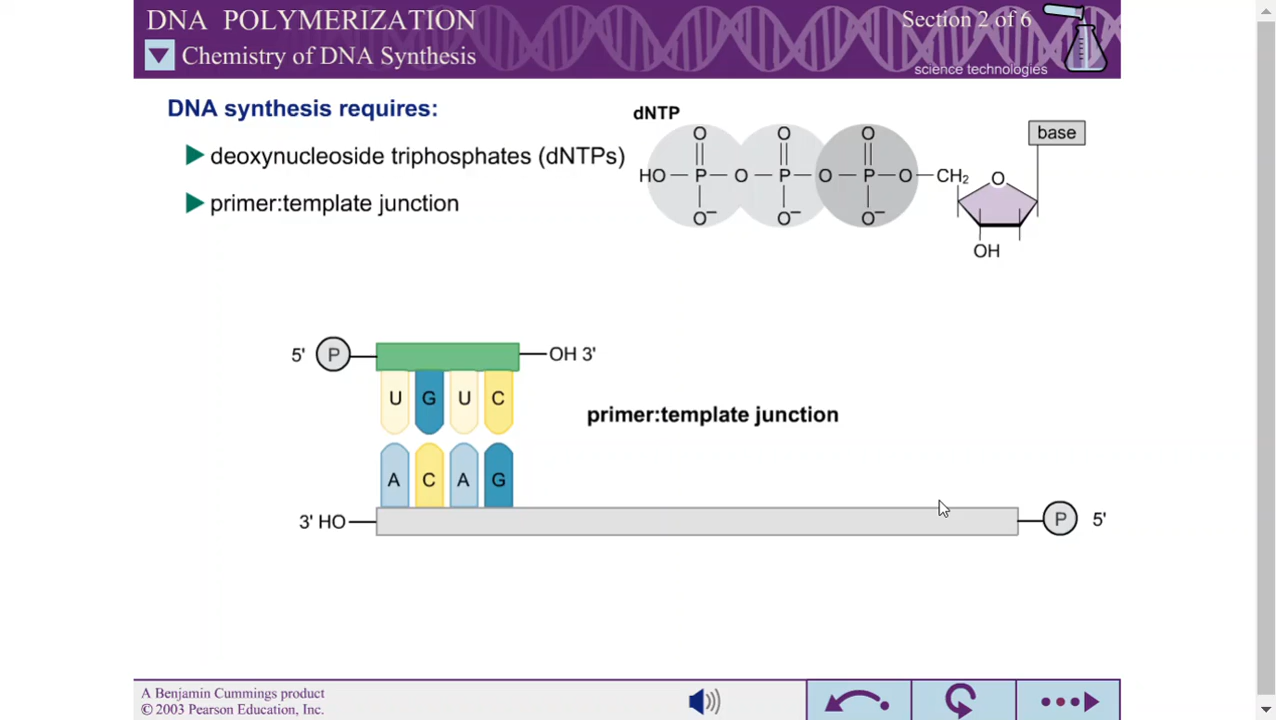 DNA POLYMERIZATION
Section 2 of 6
Chemistry of DNA Synthesis
science technologies
DNA synthesis requires:
dNTP
deoxynucleoside triphosphates (dNTPs)
primer:template junction
O O O base
HO P O P O P O CH₂ O
O⁻ O⁻ O⁻
OH
5' P OH 3'
U G U C
primer:template junction
A C A G
3' HO P 5'
A Benjamin Cummings product
© 2003 Pearson Education, Inc.